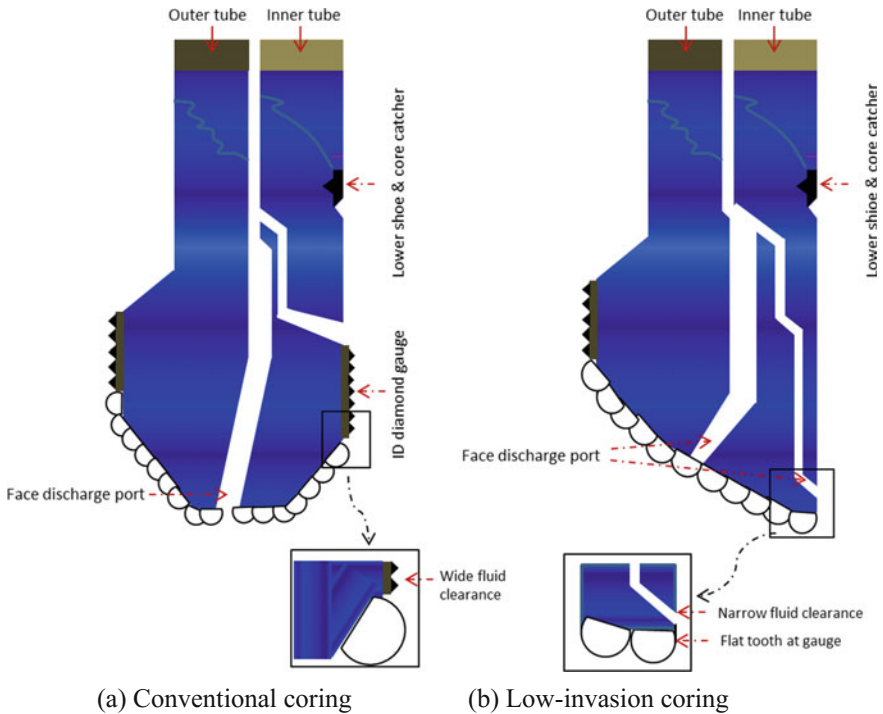 Outer tube
Inner tube
Lower shoe & core catcher
ID diamond gauge
Face discharge port
Wide fluid
clearance
(a) Conventional coring
Outer tube
Inner tube
Lower shioe & core catcher
Face discharge port
Narrow fluid clearance
Flat tooth at gauge
(b) Low-invasion coring